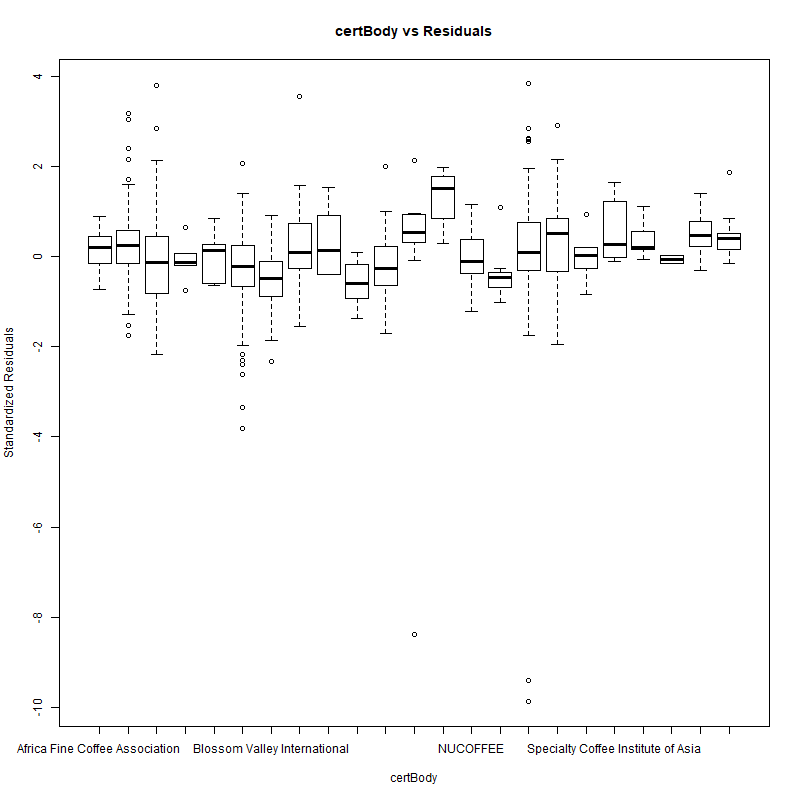 certBody vs Residuals
Standardized Residuals
4
2
0
-2
-4
-6
-8
-10
Africa Fine Coffee Association
Blossom Valley International
NUCOFFEE
Specialty Coffee Institute of Asia
certBody